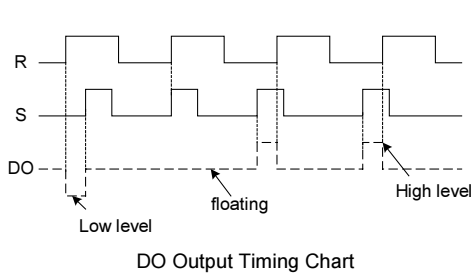 R
S
DO
High level
floating
Low level
DO Output Timing Chart